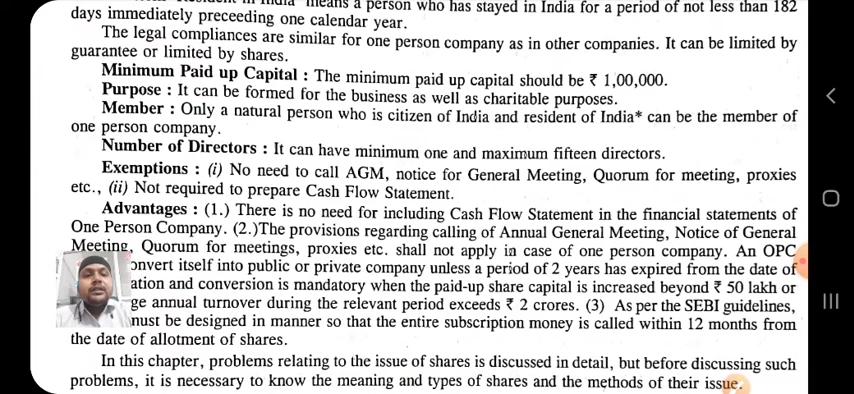 means a person who has stayed in India for a period of not less than 182
days immediately preceeding one calendar year.
The legal compliances are similar for one person company as in other companies. It can be limited by
guarantee or limited by shares.
Minimum Paid up Capital : The minimum paid up capital should be ₹ 1,00,000.
Purpose : It can be formed for the business as well as charitable purposes.
Member : Only a natural person who is citizen of India and resident of India* can be the member of
one person company.
Number of Directors : It can have minimum one and maximum fifteen directors.
Exemptions : (i) No need to call AGM, notice for General Meeting, Quorum for meeting, proxies
etc., (ii) Not required to prepare Cash Flow Statement.
Advantages : (1.) There is no need for including Cash Flow Statement in the financial statements of
One Person Company. (2.)The provisions regarding calling of Annual General Meeting, Notice of General
Meeting, Quorum for meetings, proxies etc. shall not apply in case of one person company. An OPC
onvert itself into public or private company unless a period of 2 years has expired from the date of
ation and conversion is mandatory when the paid-up share capital is increased beyond ₹ 50 lakh or
ge annual turnover during the relevant period exceeds ₹ 2 crores. (3) As per the SEBI guidelines,
must be designed in manner so that the entire subscription money is called within 12 months from
the date of allotment of shares.
In this chapter, problems relating to the issue of shares is discussed in detail, but before discussing such
problems, it is necessary to know the meaning and types of shares and the methods of their issue.